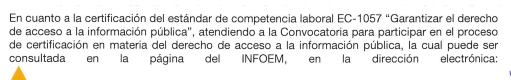 En cuanto a la certificación del estándar de competencia laboral EC-1057 “Garantizar el derecho
de acceso a la información pública”, atendiendo a la Convocatoria para participar en el proceso
de certificación en materia del derecho de acceso a la información pública, la cual puede ser
consultada en la página del INFOEM, en la dirección electrónica: